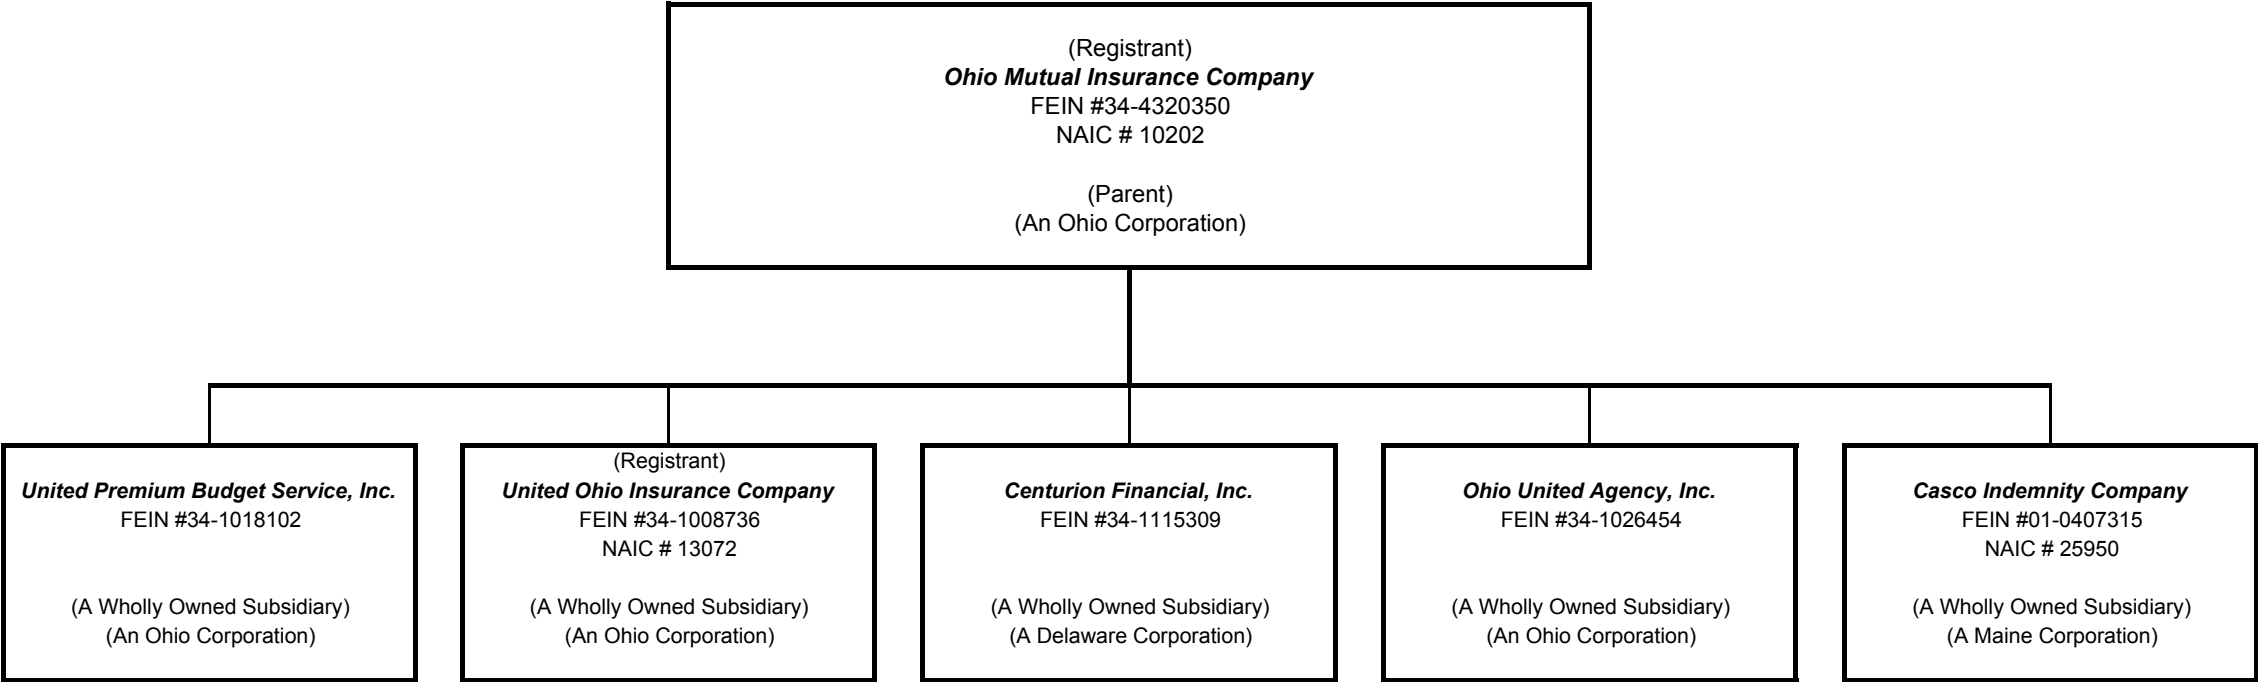 (Registrant)
Ohio Mutual Insurance Company
FEIN #34-4320350
NAIC # 10202
(Parent)
(An Ohio Corporation)
United Premium Budget Service, Inc.
FEIN #34-1018102
(A Wholly Owned Subsidiary)
(An Ohio Corporation)
(Registrant)
United Ohio Insurance Company
FEIN #34-1008736
NAIC # 13072
(A Wholly Owned Subsidiary)
(An Ohio Corporation)
Centurion Financial, Inc.
FEIN #34-1115309
(A Wholly Owned Subsidiary)
(A Delaware Corporation)
Ohio United Agency, Inc.
FEIN #34-1026454
(A Wholly Owned Subsidiary)
(An Ohio Corporation)
Casco Indemnity Company
FEIN #01-0407315
NAIC # 25950
(A Wholly Owned Subsidiary)
(A Maine Corporation)